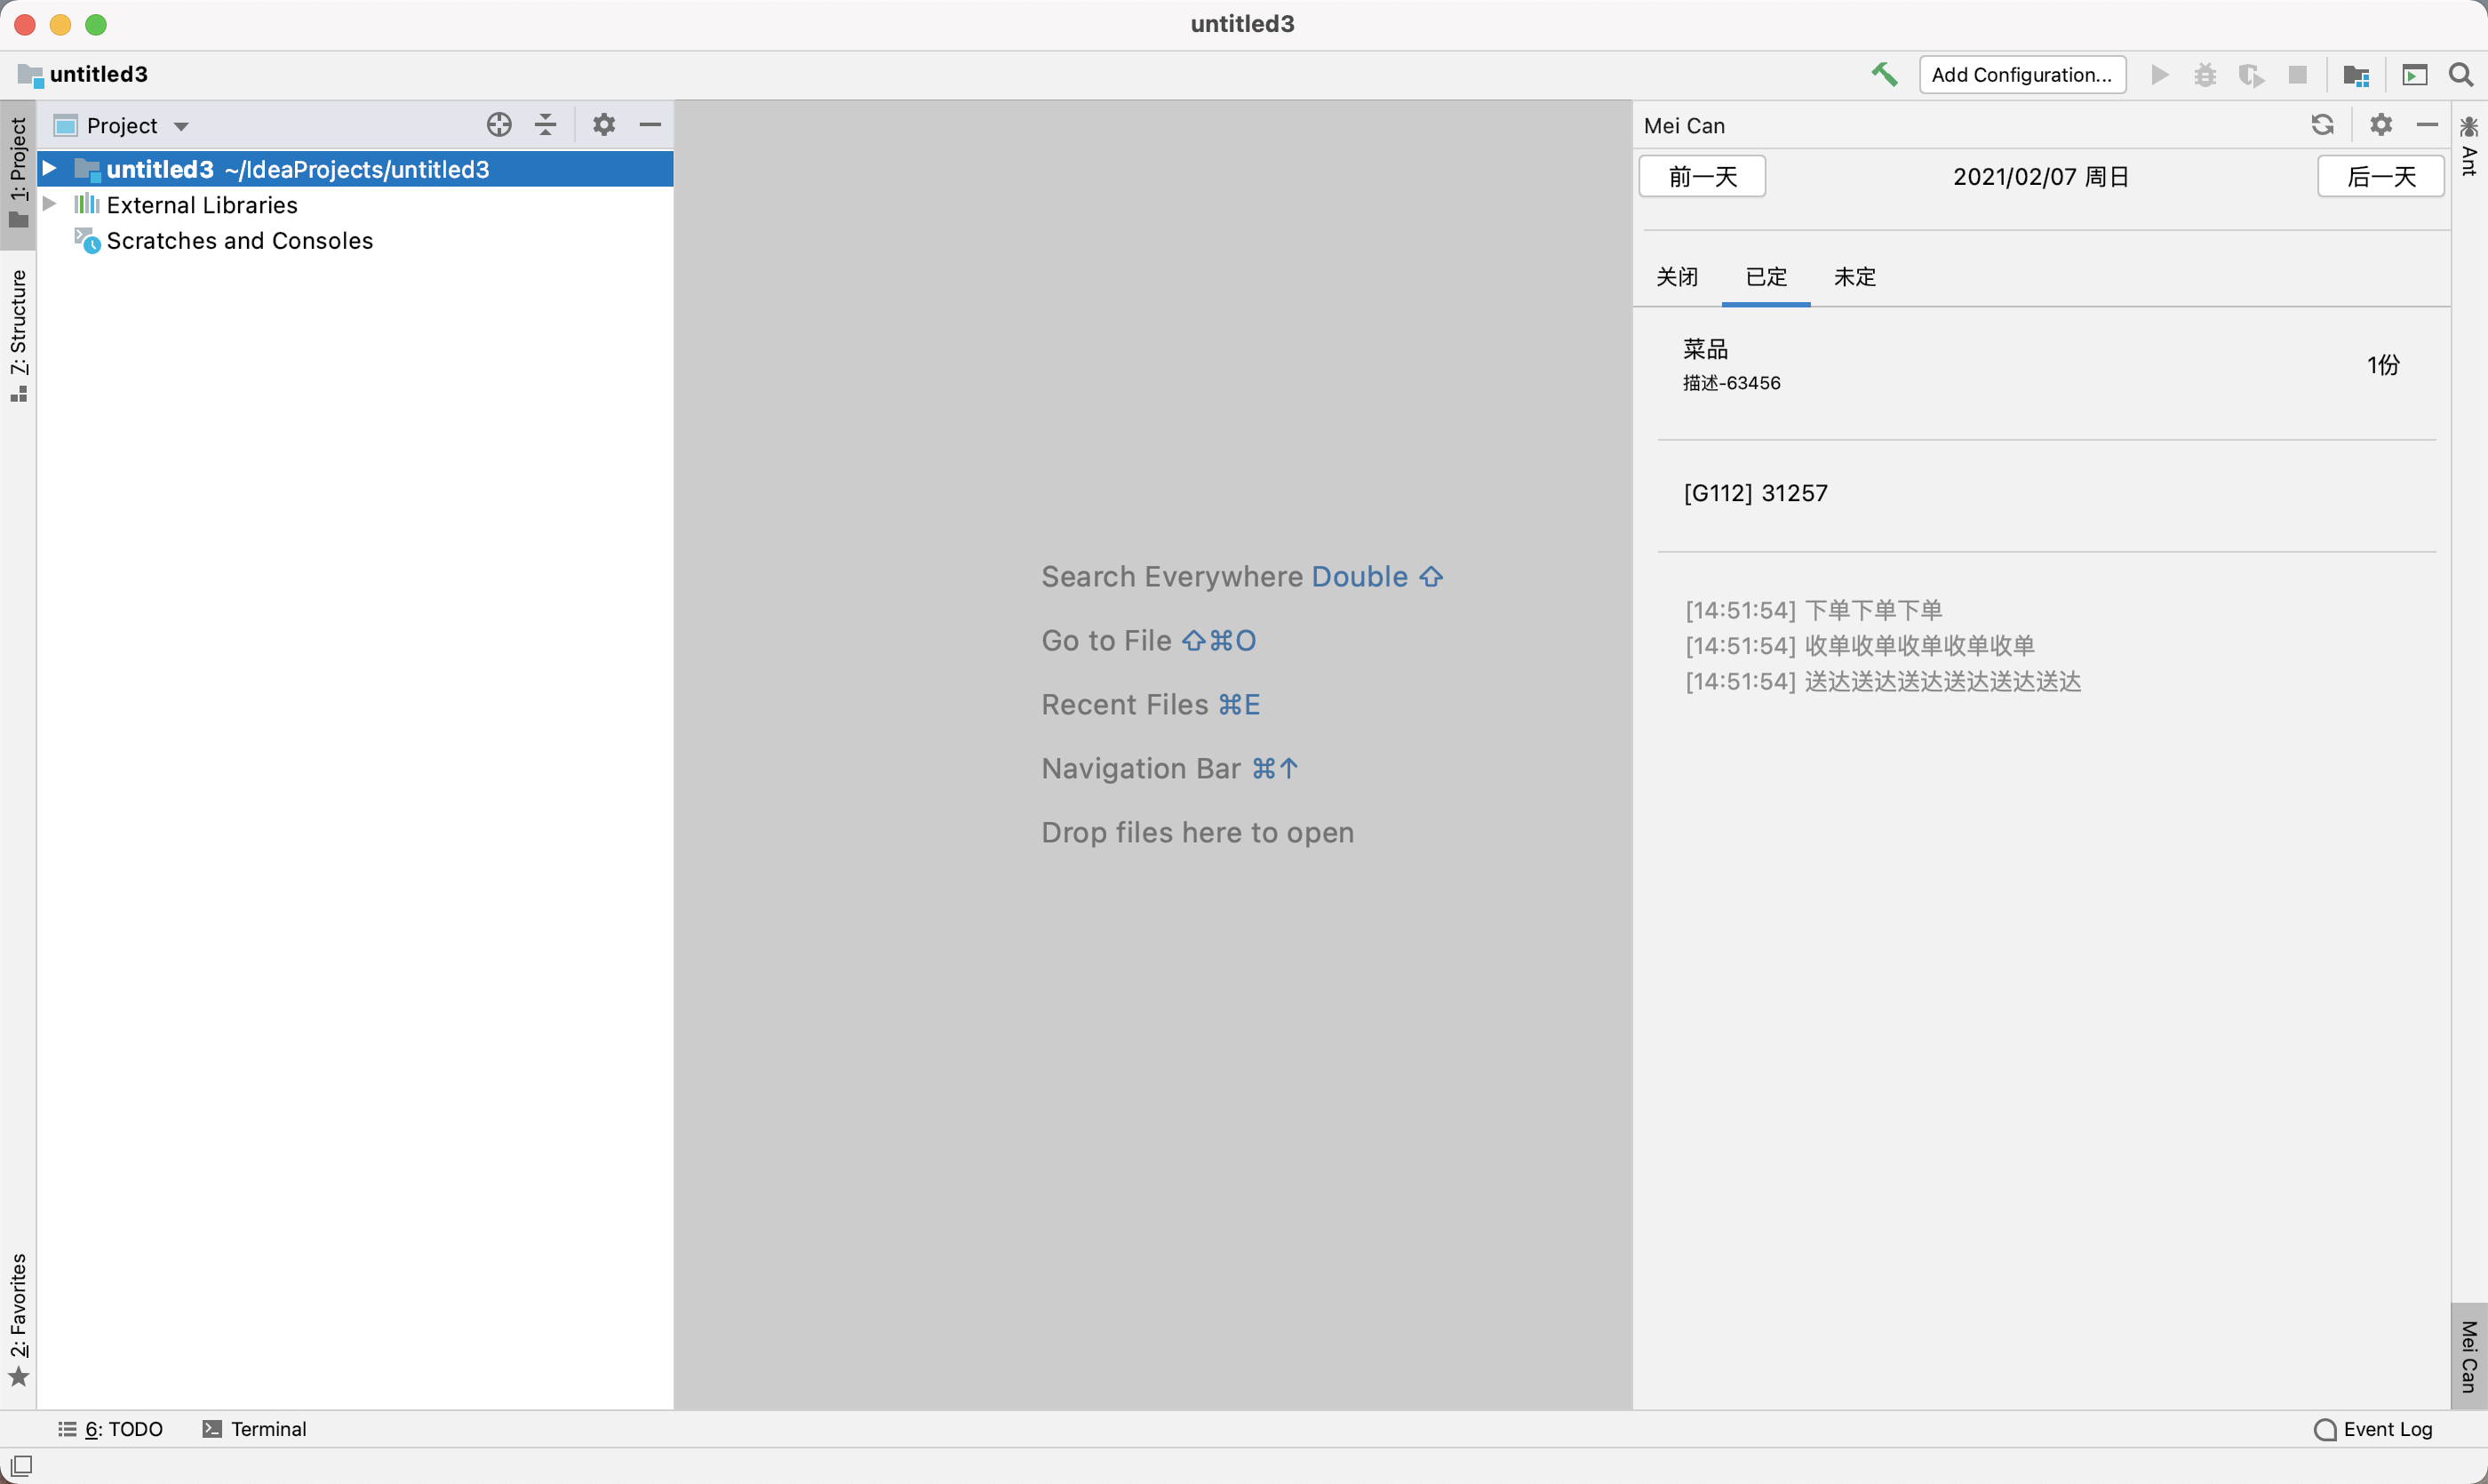 untitled3
untitled3
Add Configuration...
1: Project
Project
untitled3 ~/IdeaProjects/untitled3
External Libraries
Scratches and Consoles
7: Structure
2: Favorites
Search Everywhere Double ⇧
Go to File ⇧⌘O
Recent Files ⌘E
Navigation Bar ⌘↑
Drop files here to open
Mei Can
前一天
2021/02/07 周日
后一天
关闭
已定
未定
菜品
描述-63456
1份
[G112] 31257
[14:51:54] 下单下单下单
[14:51:54] 收单收单收单收单收单
[14:51:54] 送达送达送达送达送达送达
Ant
Mei Can
6: TODO
Terminal
Event Log